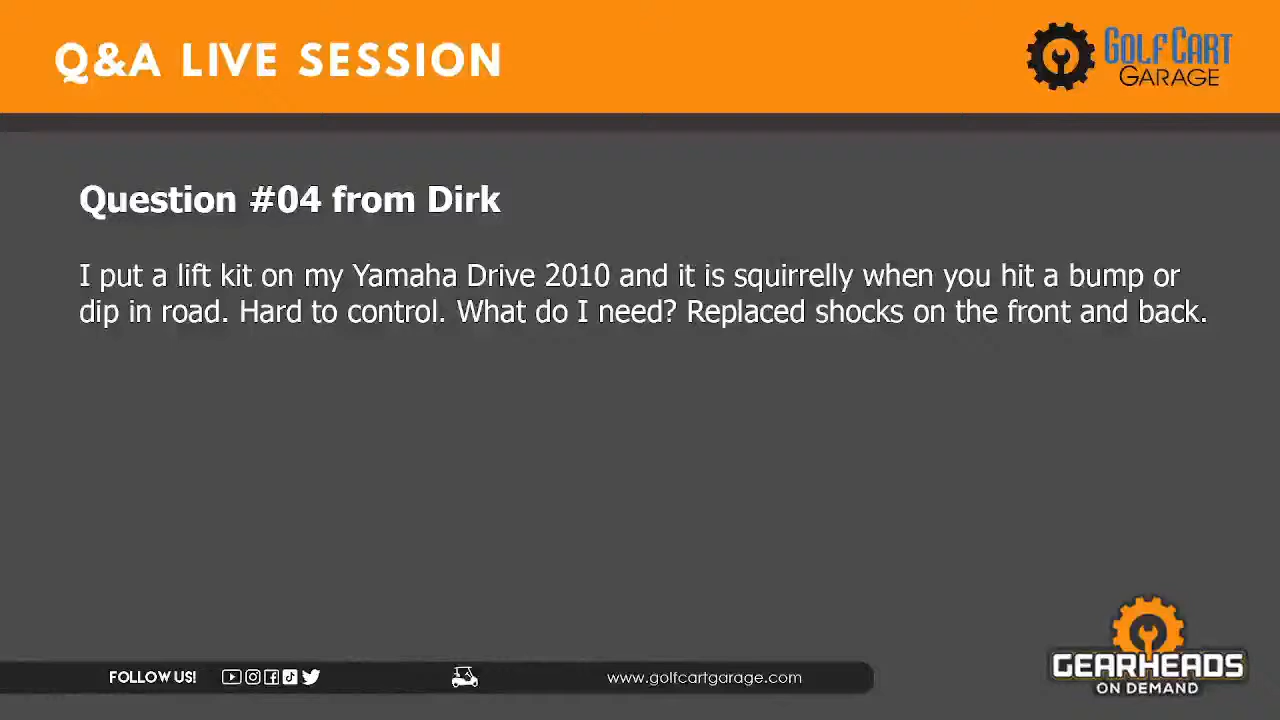 Q&A LIVE SESSION
GOLF CART
GARAGE
Question #04 from Dirk
I put a lift kit on my Yamaha Drive 2010 and it is squirrelly when you hit a bump or
dip in road. Hard to control. What do I need? Replaced shocks on the front and back.
FOLLOW US!
www.golfcartgarage.com
GEARHEADS
ON DEMAND